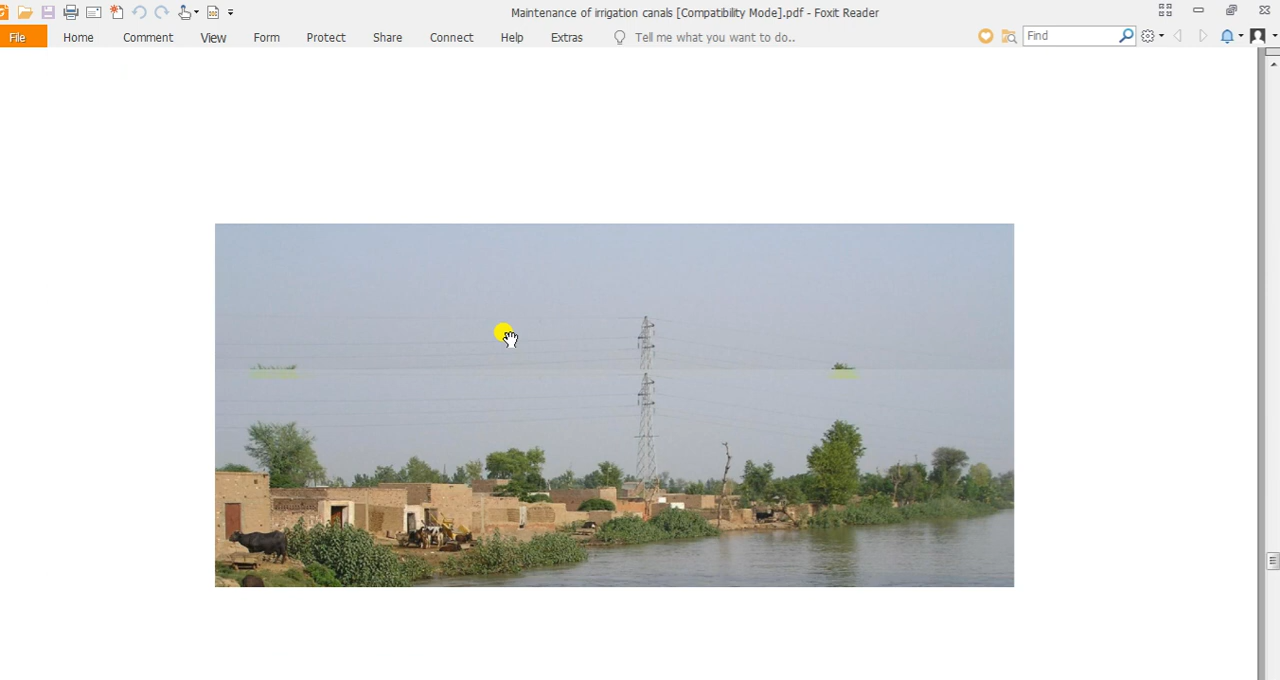 Maintenance of irrigation canals [Compatibility Mode].pdf - Foxit Reader
File Home Comment View Form Protect Share Connect Help Extras Tell me what you want to do.. Find